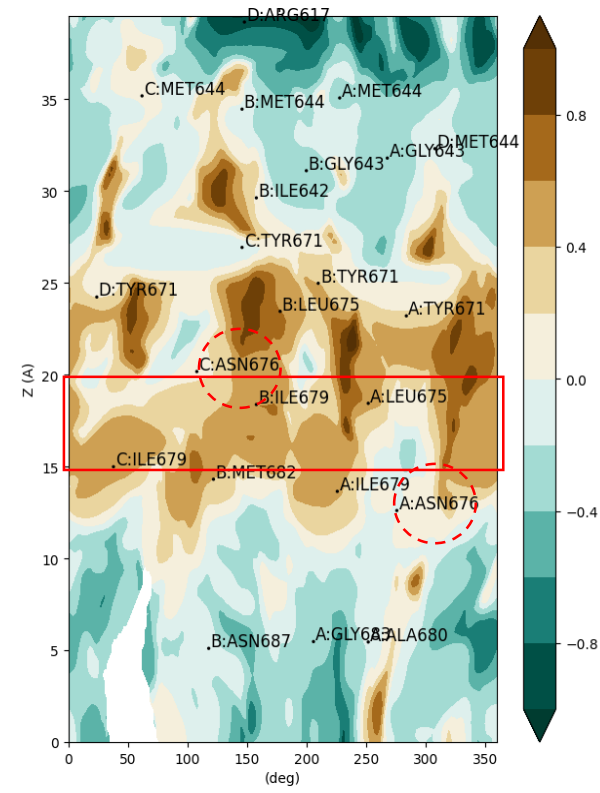 D:ARG617
C:MET644
B:MET644
A:MET644
D:MET644
A:GLY643
B:GLY643
B:ILE642
C:TYR671
B:TYR671
D:TYR671
B:LEU675
A:TYR671
C:ASN676
B:ILE679
A:LEU675
C:ILE679
B:MET682
A:ILE679
A:ASN676
B:ASN687
A:GLY683
A:ALA680
Z (A)
35
30
25
20
15
10
5
0
0 50 100 150 200 250 300 350
(deg)
0.8
0.4
0.0
−0.4
−0.8